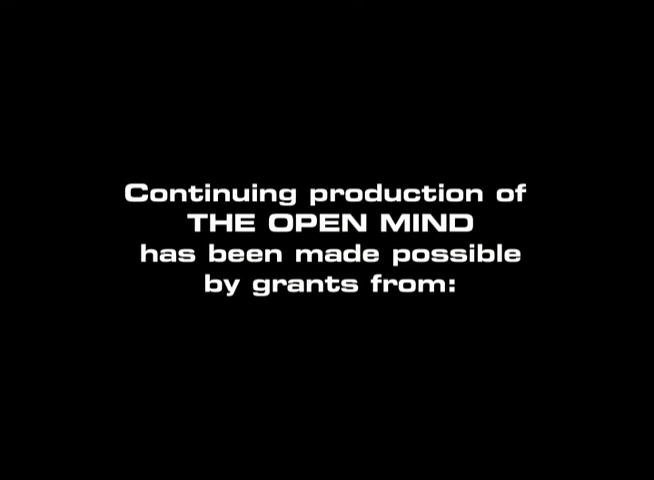 Continuing production of
THE OPEN MIND
has been made possible
by grants from: